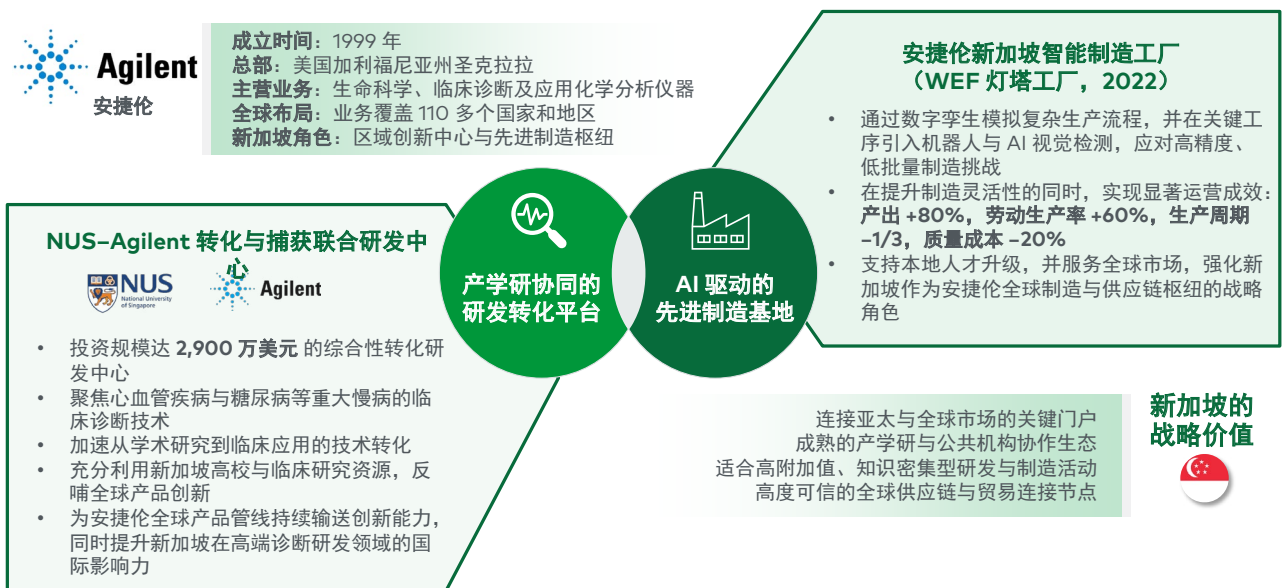 Agilent
安捷伦
成立时间：1999 年
总部：美国加利福尼亚州圣克拉拉
主营业务：生命科学、临床诊断及应用化学分析仪器
全球布局：业务覆盖 110 多个国家和地区
新加坡角色：区域创新中心与先进制造枢纽
安捷伦新加坡智能制造工厂
（WEF 灯塔工厂，2022）
• 通过数字孪生模拟复杂生产流程，并在关键工
序引入机器人与 AI 视觉检测，应对高精度、
低批量制造挑战
• 在提升制造灵活性的同时，实现显著运营成效：
产出 +80%，劳动生产率 +60%，生产周期
-1/3，质量成本 -20%
• 支持本地人才升级，并服务全球市场，强化新
加坡作为安捷伦全球制造与供应链枢纽的战略
角色
产学研协同的
研发转化平台
AI 驱动的
先进制造基地
NUS–Agilent 转化与捕获联合研发中
心
NUS
National University
of Singapore
Agilent
• 投资规模达 2,900 万美元 的综合性转化研
发中心
• 聚焦心血管疾病与糖尿病等重大慢病的临
床诊断技术
• 加速从学术研究到临床应用的技术转化
• 充分利用新加坡高校与临床研究资源，反
哺全球产品创新
• 为安捷伦全球产品管线持续输送创新能力，
同时提升新加坡在高端诊断研发领域的国
际影响力
连接亚太与全球市场的关键门户
成熟的产学研与公共机构协作生态
适合高附加值、知识密集型研发与制造活动
高度可信的全球供应链与贸易连接节点
新加坡的
战略价值